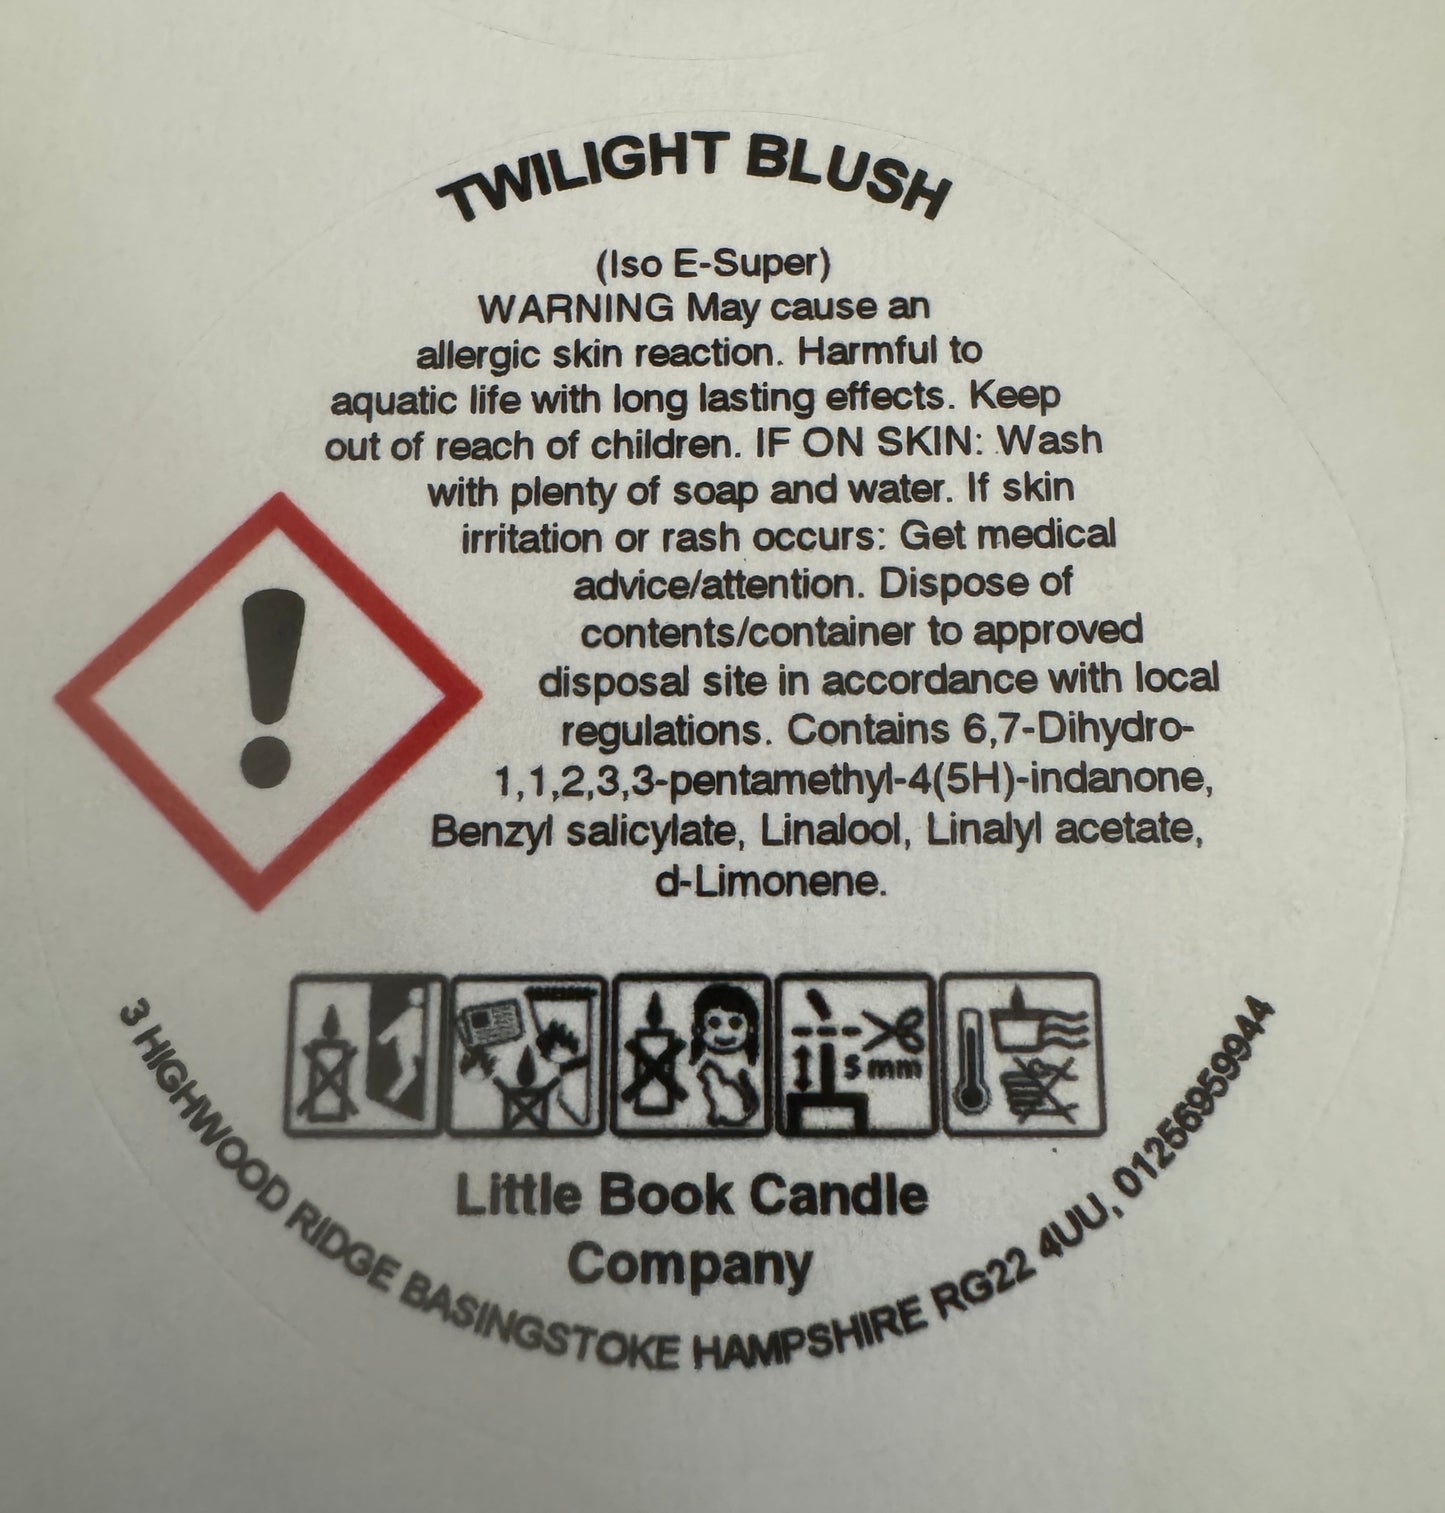 TWILIGHT BLUSH
(Iso E-Super)
WARNING May cause an
allergic skin reaction. Harmful to
aquatic life with long lasting effects. Keep
out of reach of children. IF ON SKIN: Wash
with plenty of soap and water. If skin
irritation or rash occurs: Get medical
advice/attention. Dispose of
contents/container to approved
disposal site in accordance with local
regulations. Contains 6,7-Dihydro-
1,1,2,3,3-pentamethyl-4(5H)-indanone,
Benzyl salicylate, Linalool, Linalyl acetate,
d-Limonene.
5 mm
Little Book Candle
Company
3 HIGHWOOD RIDGE BASINGSTOKE HAMPSHIRE RG22 4UU, 012569959944